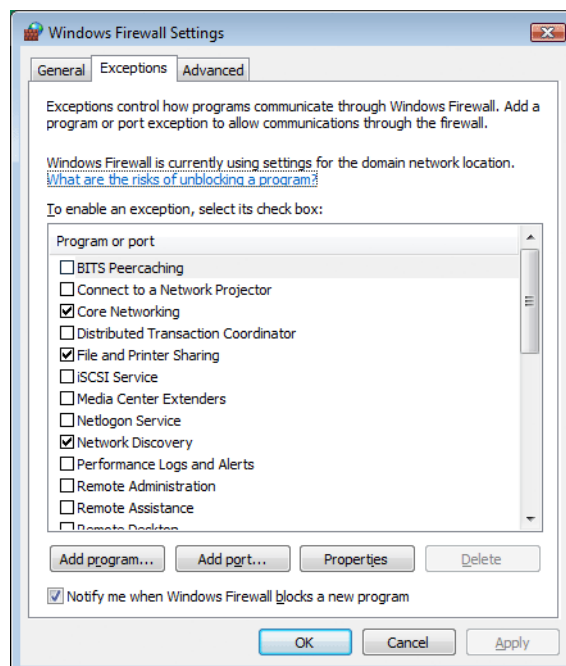 Windows Firewall Settings
General Exceptions Advanced
Exceptions control how programs communicate through Windows Firewall. Add a
program or port exception to allow communications through the firewall.
Windows Firewall is currently using settings for the domain network location.
What are the risks of unblocking a program?
To enable an exception, select its check box:
Program or port
BITS Peercaching
Connect to a Network Projector
Core Networking
Distributed Transaction Coordinator
File and Printer Sharing
iSCSI Service
Media Center Extenders
Netlogon Service
Network Discovery
Performance Logs and Alerts
Remote Administration
Remote Assistance
Remote Desktop
Add program... Add port... Properties Delete
Notify me when Windows Firewall blocks a new program
OK Cancel Apply